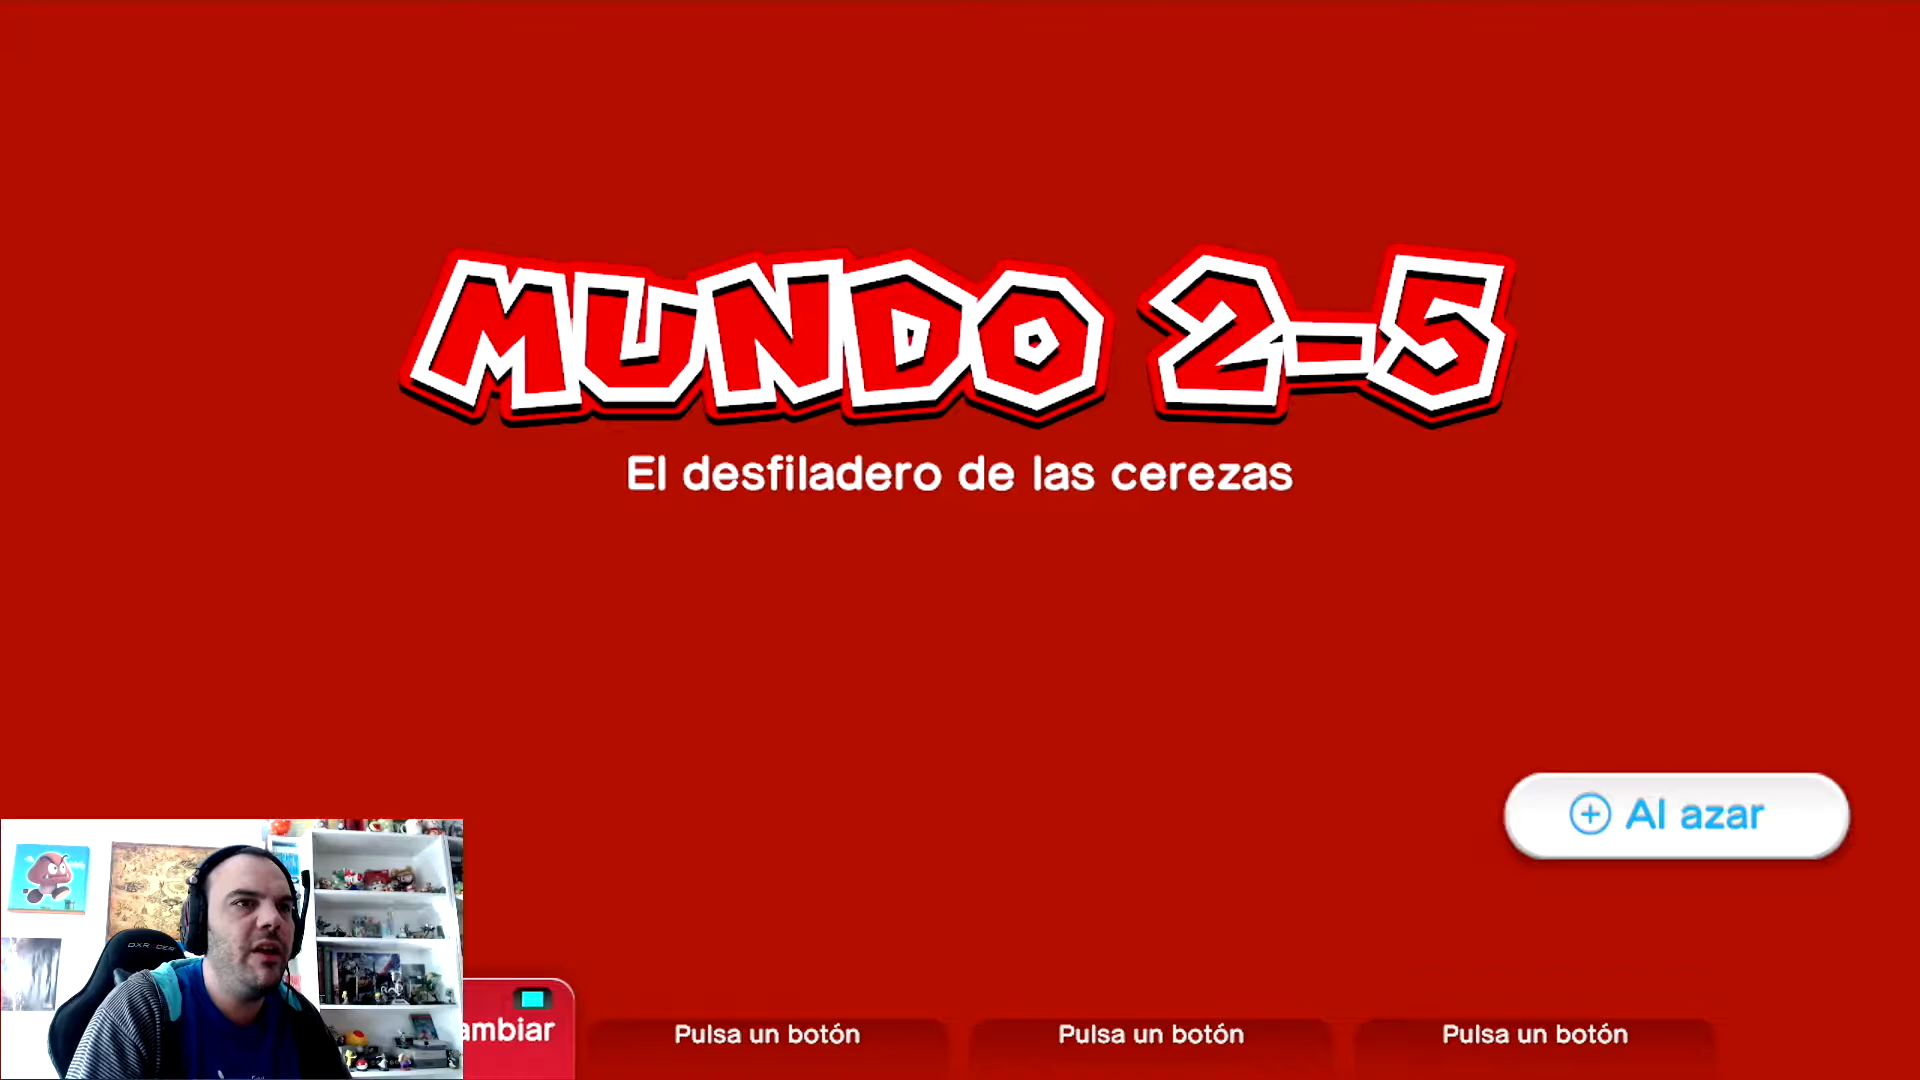 MUNDO 2-5
El desfiladero de las cerezas
Al azar
DXRACER
ambiar
Pulsa un botón
Pulsa un botón
Pulsa un botón